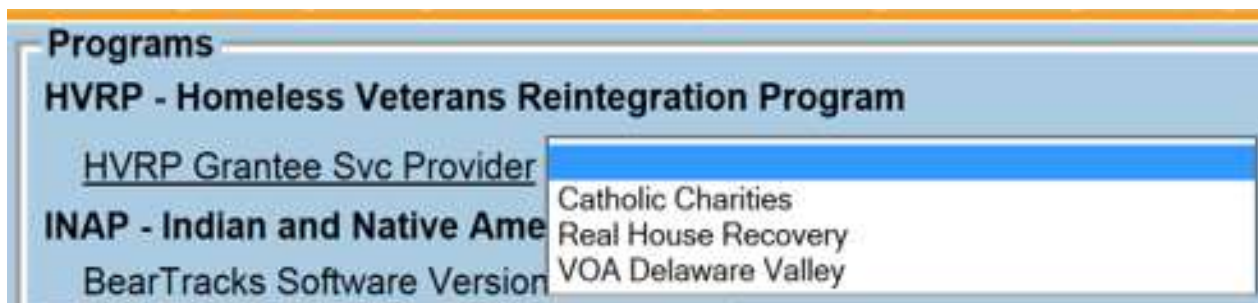 Programs
HVRP - Homeless Veterans Reintegration Program
HVRP Grantee Svc Provider
Catholic Charities
INAP - Indian and Native Ame
Real House Recovery
VOA Delaware Valley
BearTracks Software Version